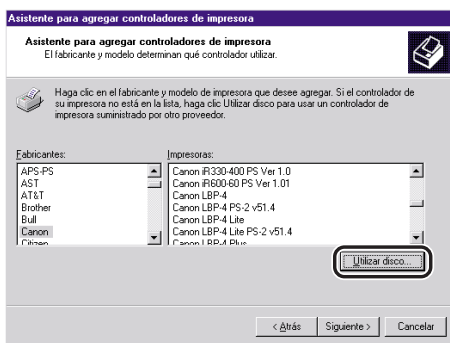 Asistente para agregar controladores de impresora
Asistente para agregar controladores de impresora
El fabricante y modelo determinan qué controlador utilizar.
Haga clic en el fabricante y modelo de impresora que desee agregar. Si el controlador de
su impresora no está en la lista, haga clic Utilizar disco para usar un controlador de
impresora suministrado por otro proveedor.
Fabricantes:
APS-PS
AST
AT&T
Brother
Bull
Canon
Citizen
Impresoras:
Canon iR330-400 PS Ver 1.0
Canon iR600-60 PS Ver 1.01
Canon LBP-4
Canon LBP-4 PS-2 v51.4
Canon LBP-4 Lite
Canon LBP-4 Lite PS-2 v51.4
Canon LBP-4 Plus
Utilizar disco...
< Atrás
Siguiente >
Cancelar